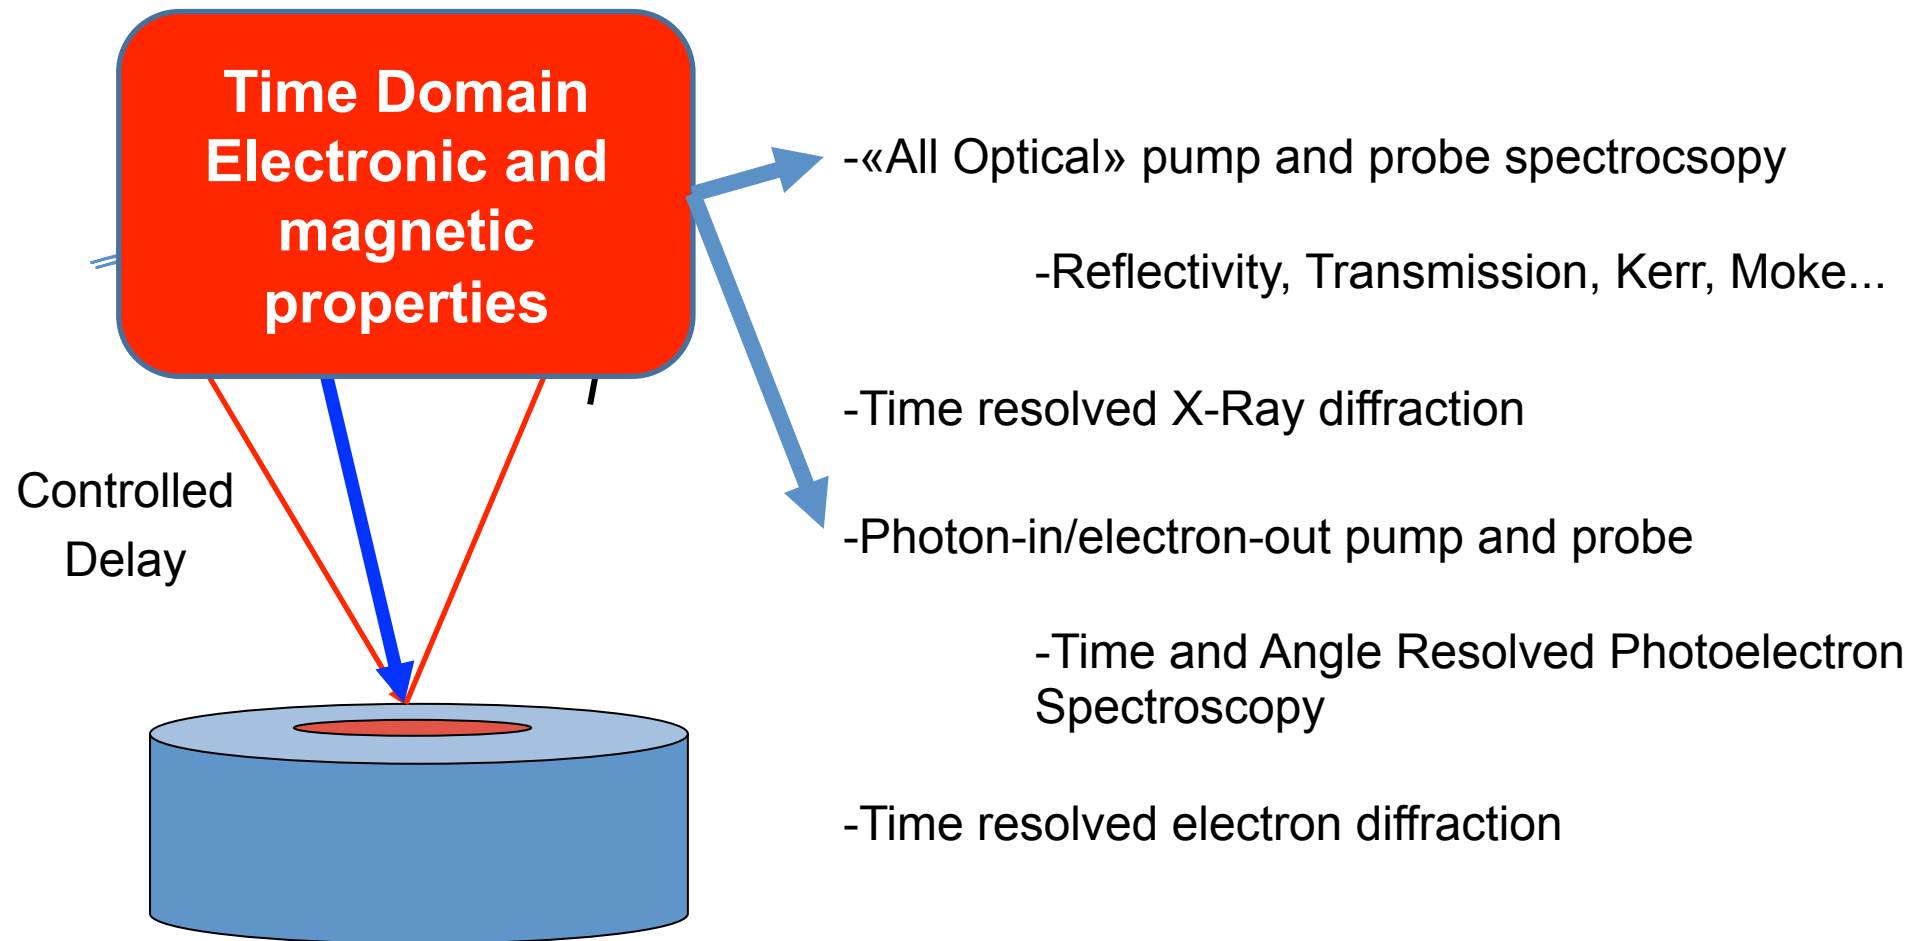 Time Domain
Electronic and
magnetic
properties
-«All Optical» pump and probe spectrocsopy
-Reflectivity, Transmission, Kerr, Moke...
-Time resolved X-Ray diffraction
Controlled
Delay
-Photon-in/electron-out pump and probe
-Time and Angle Resolved Photoelectron
Spectroscopy
-Time resolved electron diffraction